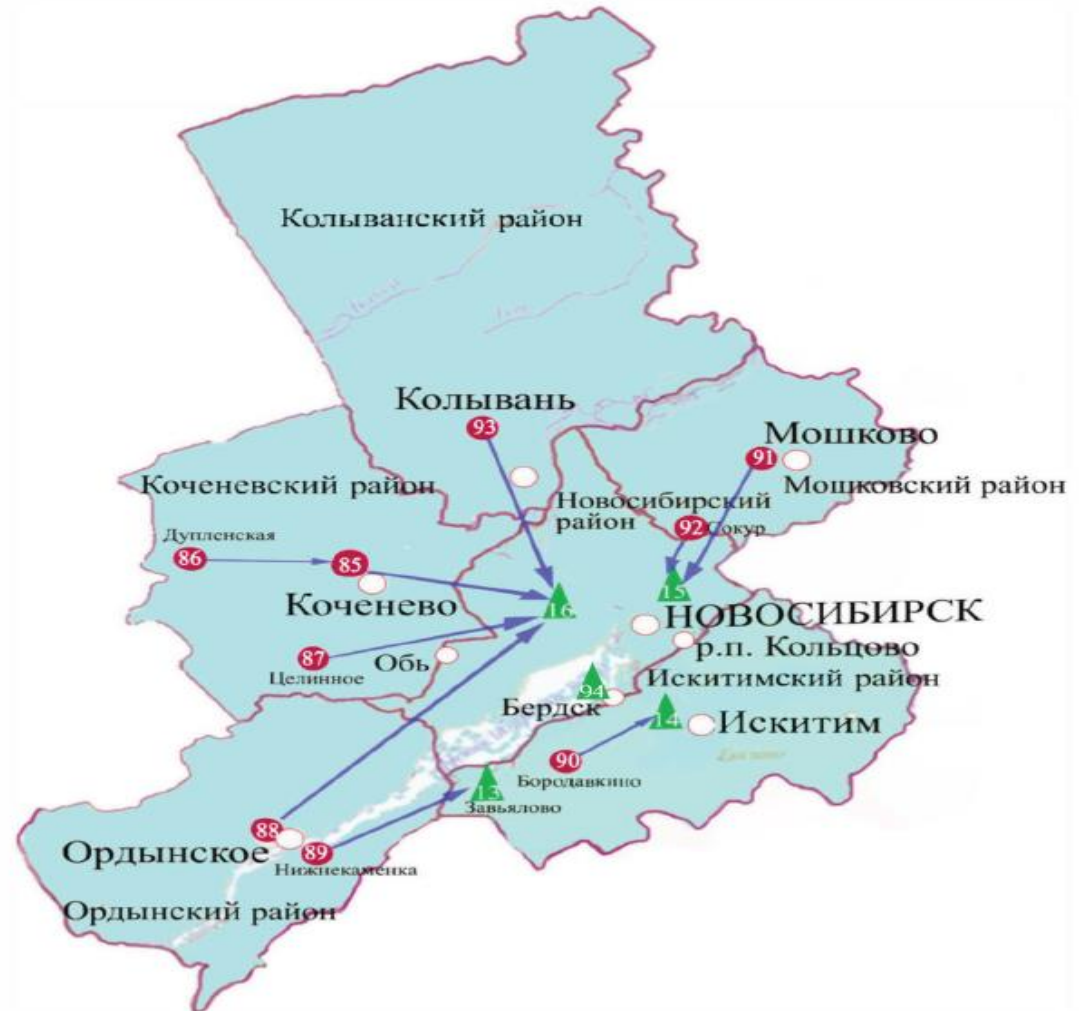 Колыванский район
Колывань
93
Мошково
91
Коченевский район
Мошковский район
Новосибирский
район
92
Сокур
Дупленская
86
85
15
16
Коченево
НОВОСИБИРСК
р.п. Кольцово
87
Обь
Целинное
Искитимский район
94
Бердск
14
Искитим
90
Бородавкино
13
Завьялово
88
Ордынское
89
Нижнекаменка
Ордынский район